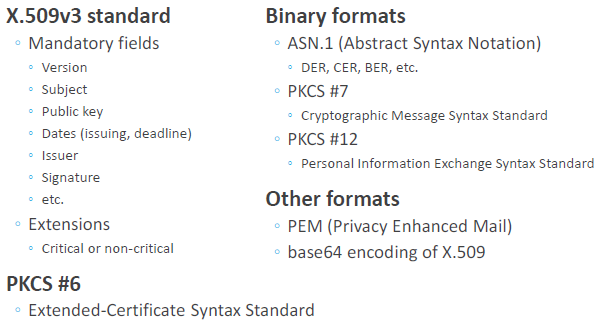 X.509v3 standard
Mandatory fields
Version
Subject
Public key
Dates (issuing, deadline)
Issuer
Signature
etc.
Extensions
Critical or non-critical
PKCS #6
Extended-Certificate Syntax Standard
Binary formats
ASN.1 (Abstract Syntax Notation)
DER, CER, BER, etc.
PKCS #7
Cryptographic Message Syntax Standard
PKCS #12
Personal Information Exchange Syntax Standard
Other formats
PEM (Privacy Enhanced Mail)
base64 encoding of X.509